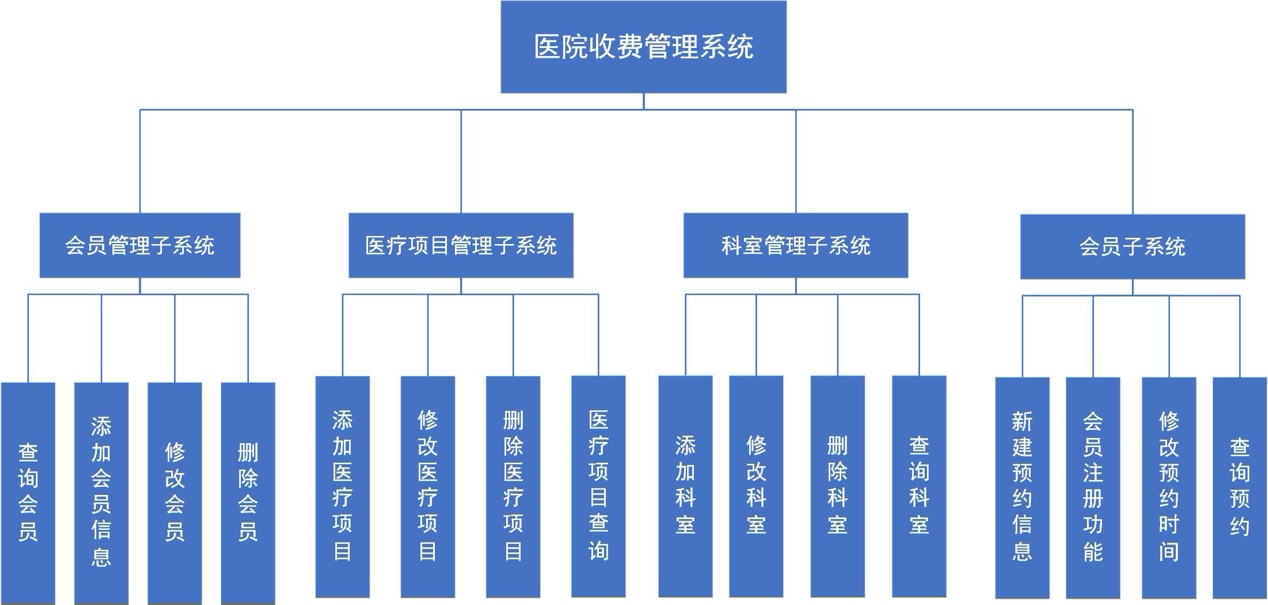 医院收费管理系统
会员管理子系统
医疗项目管理子系统
科室管理子系统
会员子系统
查询会员
添加会员信息
修改会员
删除会员
添加医疗项目
修改医疗项目
删除医疗项目
医疗项目查询
添加科室
修改科室
删除科室
查询科室
新建预约信息
会员注册功能
修改预约时间
查询预约